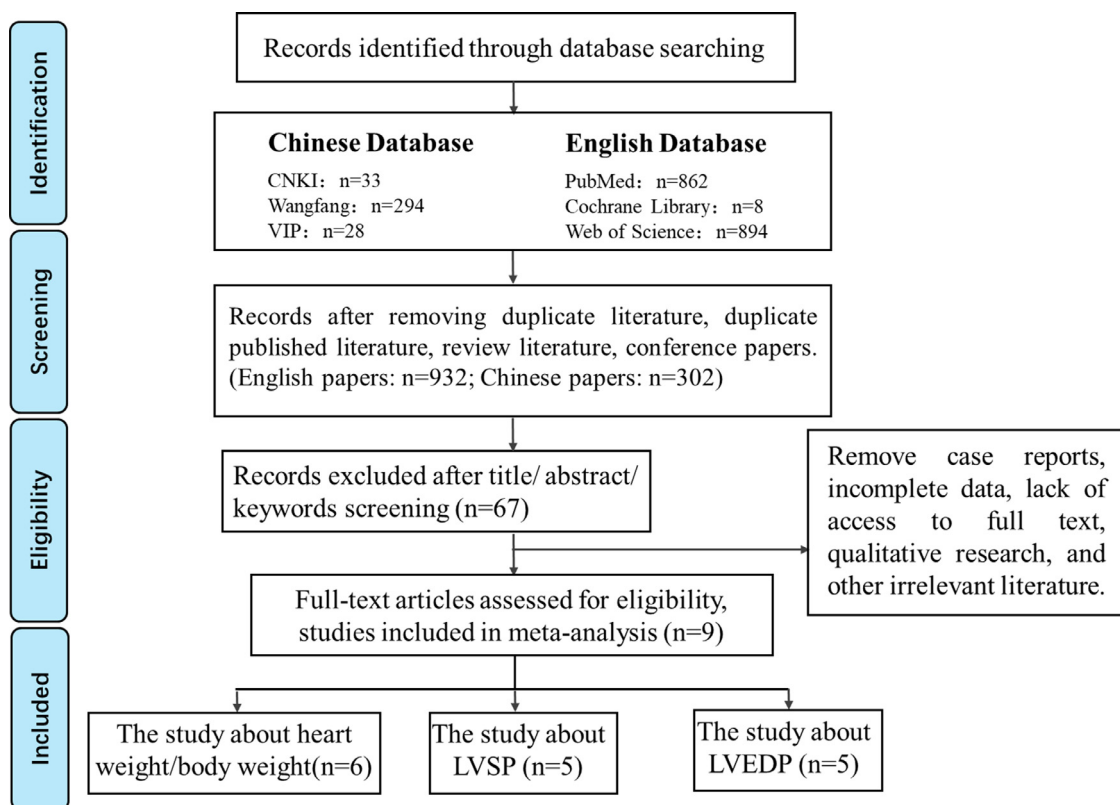 Identification
Records identified through database searching
Chinese Database
CNKI：n=33
Wangfang：n=294
VIP：n=28
English Database
PubMed：n=862
Cochrane Library：n=8
Web of Science：n=894
Screening
Records after removing duplicate literature, duplicate
published literature, review literature, conference papers.
(English papers: n=932; Chinese papers: n=302)
Eligibility
Records excluded after title/ abstract/
keywords screening (n=67)
Remove case reports,
incomplete data, lack of
access to full text,
qualitative research, and
other irrelevant literature.
Full-text articles assessed for eligibility,
studies included in meta-analysis (n=9)
Included
The study about heart
weight/body weight(n=6)
The study about
LVSP (n=5)
The study about
LVEDP (n=5)